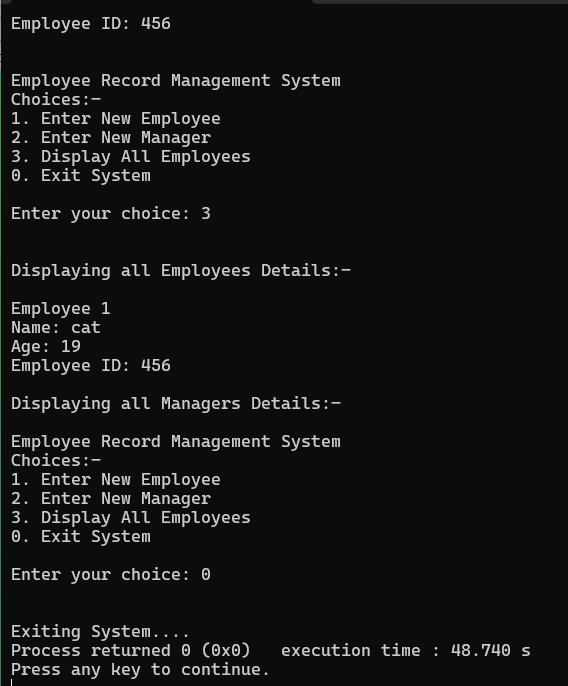 Employee ID: 456
Employee Record Management System
Choices:-
1. Enter New Employee
2. Enter New Manager
3. Display All Employees
0. Exit System
Enter your choice: 3
Displaying all Employees Details:-
Employee 1
Name: cat
Age: 19
Employee ID: 456
Displaying all Managers Details:-
Employee Record Management System
Choices:-
1. Enter New Employee
2. Enter New Manager
3. Display All Employees
0. Exit System
Enter your choice: 0
Exiting System....
Process returned 0 (0x0)   execution time : 48.740 s
Press any key to continue.